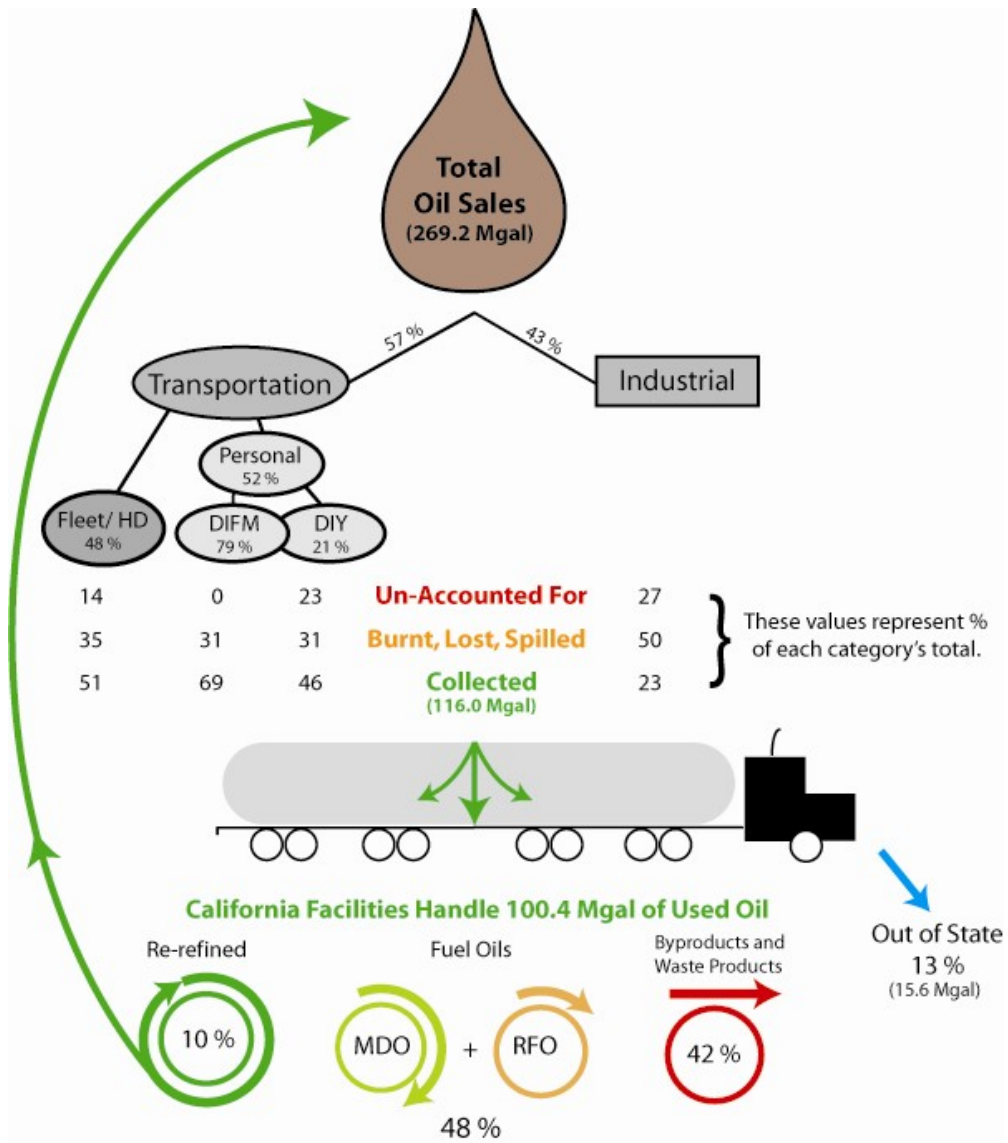 Total
Oil Sales
(269.2 Mgal)
57 %
43 %
Transportation
Industrial
Personal
52 %
Fleet/ HD
48 %
DIFM
79 %
DIY
21 %
14 0 23 Un-Accounted For 27
35 31 31 Burnt, Lost, Spilled 50
51 69 46 Collected 23
(116.0 Mgal)
These values represent %
of each category's total.
California Facilities Handle 100.4 Mgal of Used Oil
Out of State
13 %
(15.6 Mgal)
Re-refined
10 %
Fuel Oils
MDO + RFO
48 %
Byproducts and
Waste Products
42 %